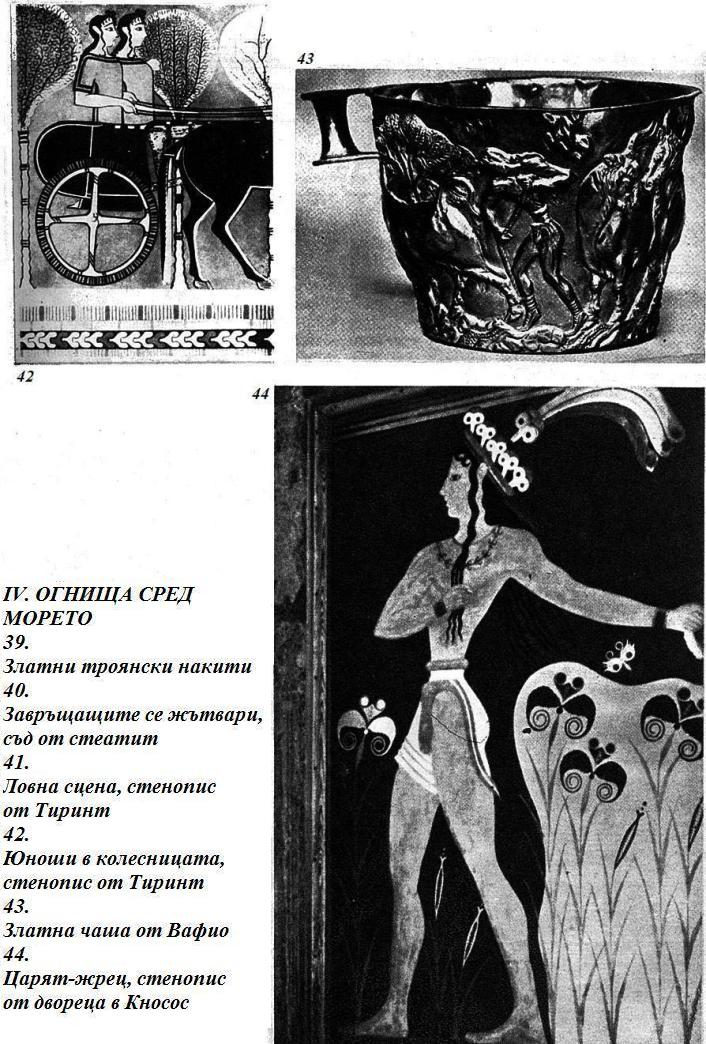 43
42
44
IV. ОГНИЩА СРЕД
МОРЕТО
39.
Златни троянски накити
40.
Завръщащите се жътвари,
съд от стеатит
41.
Ловна сцена, стенопис
от Тиринт
42.
Юноши в колесницата,
стенопис от Тиринт
43.
Златна чаша от Вафио
44.
Царят-жрец, стенопис
от двореца в Кносос